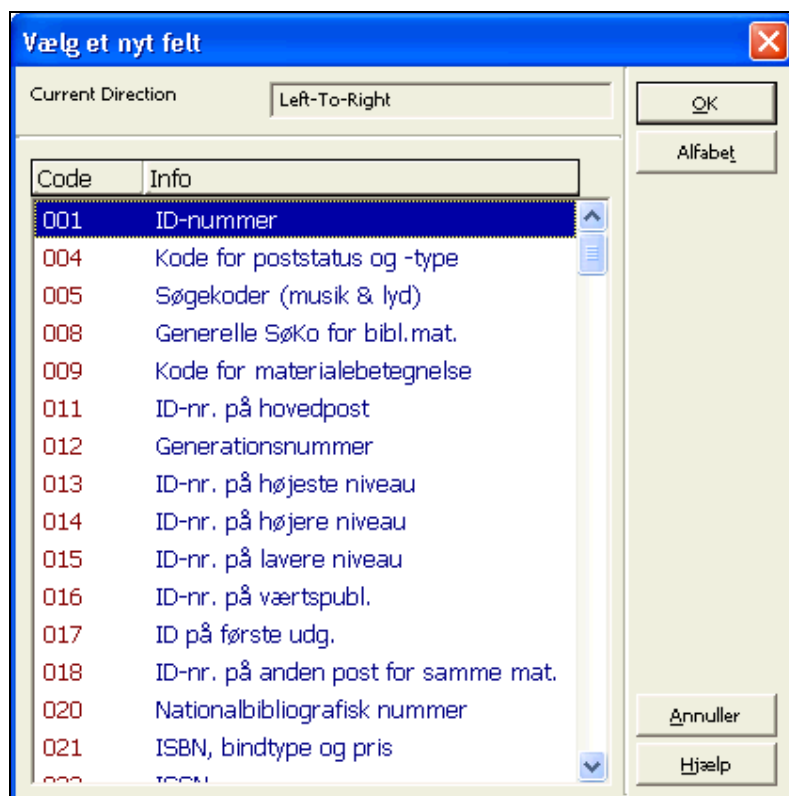 Vælg et nyt felt
Current Direction Left-To-Right
OK
Alfabet
Code Info
001 ID-nummer
004 Kode for poststatus og -type
005 Søgekoder (musik & lyd)
008 Generelle SøKo for bibl.mat.
009 Kode for materialebetegnelse
011 ID-nr. på hovedpost
012 Generationsnummer
013 ID-nr. på højeste niveau
014 ID-nr. på højere niveau
015 ID-nr. på lavere niveau
016 ID-nr. på værtspubl.
017 ID på første udg.
018 ID-nr. på anden post for samme mat.
020 Nationalbibliografisk nummer
021 ISBN, bindtype og pris
Annuller
Hjælp